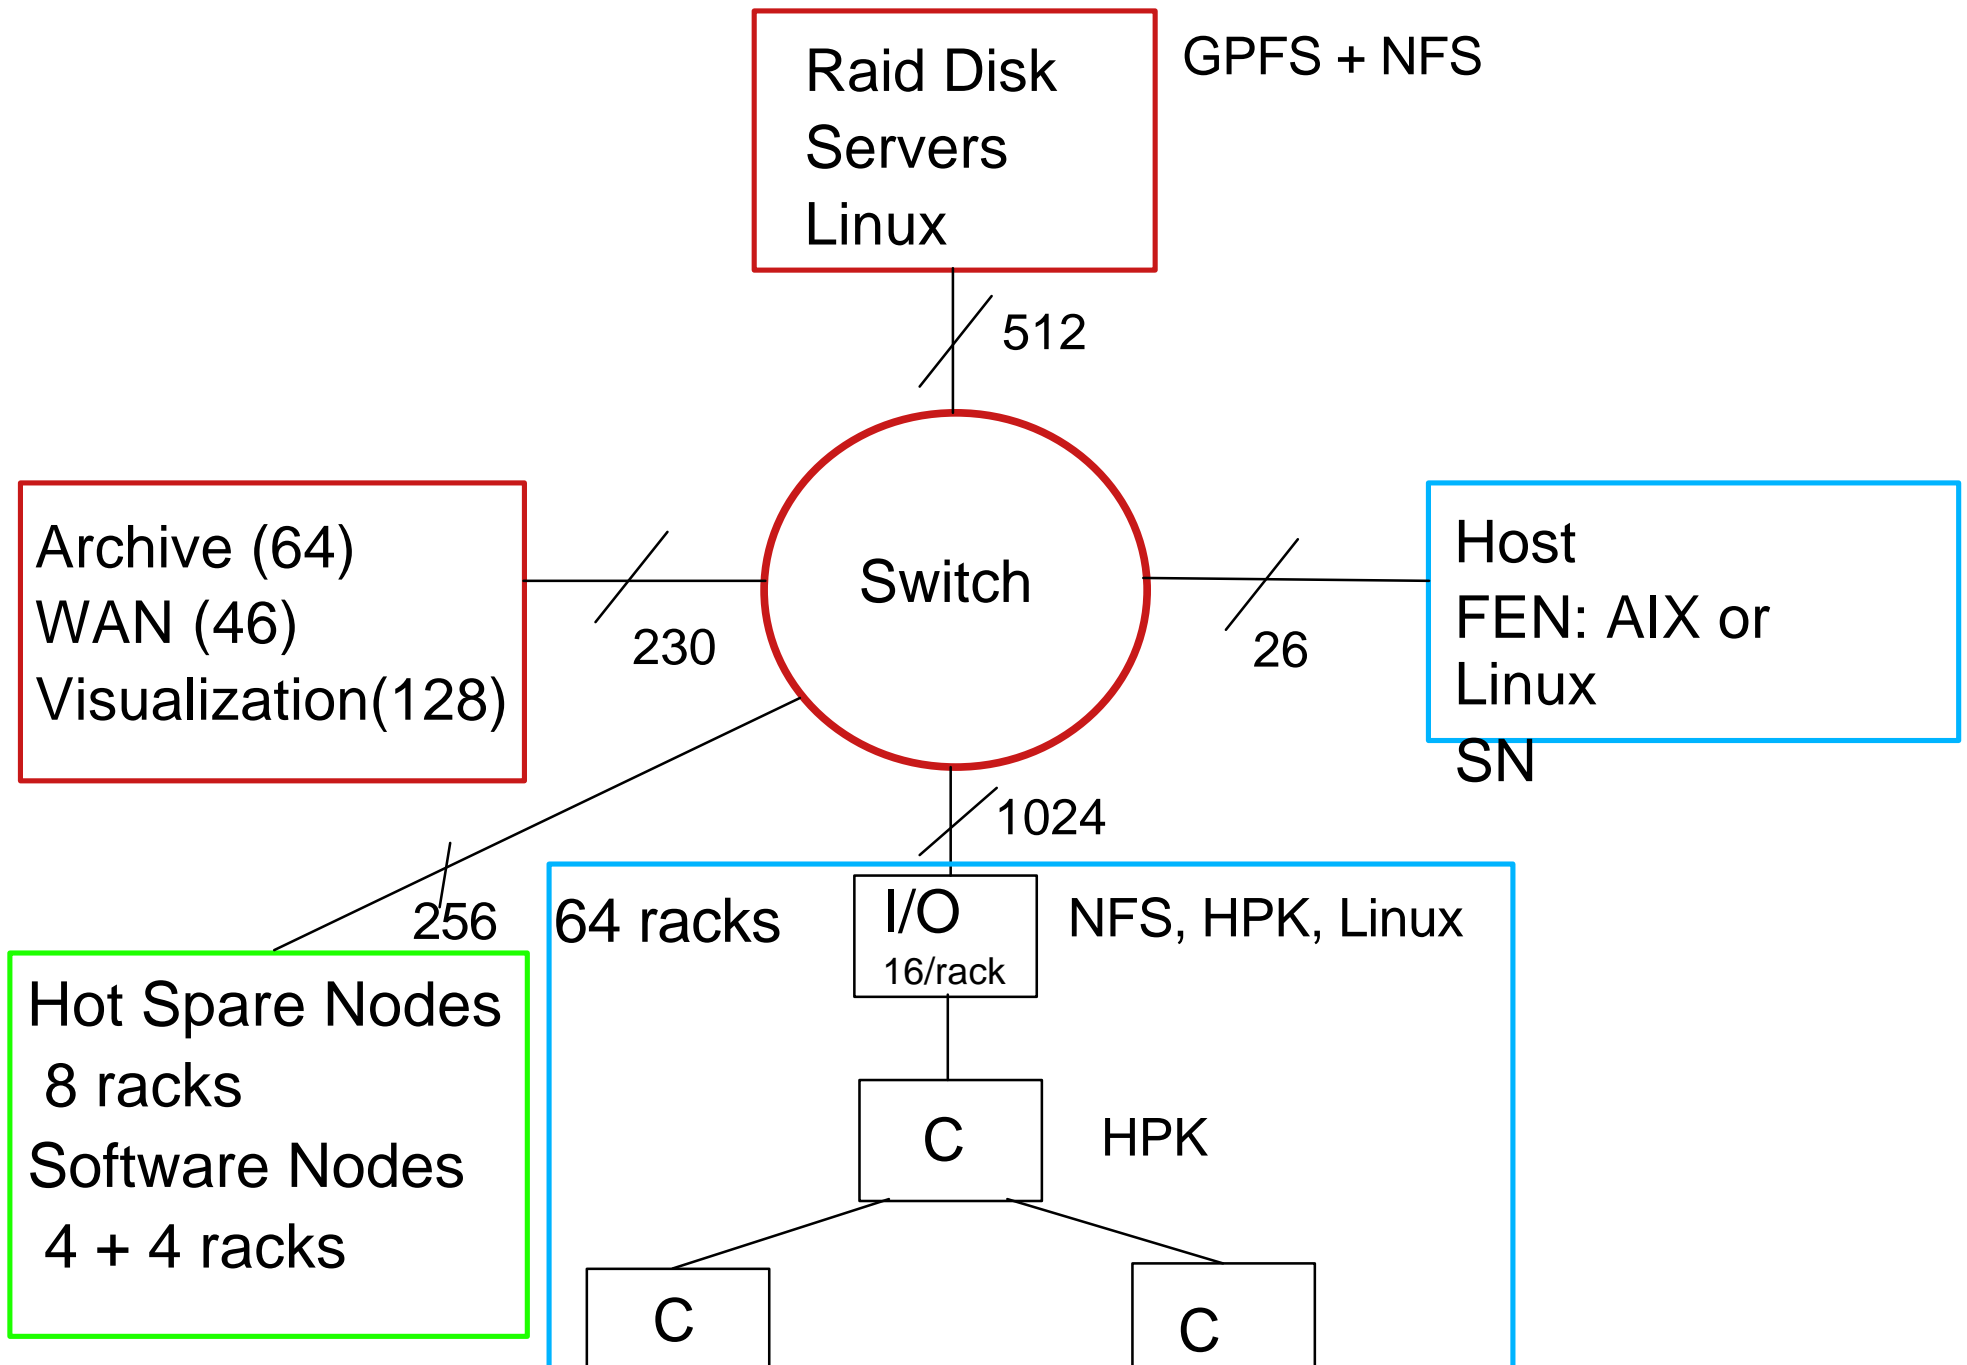 Raid Disk
Servers
Linux
GPFS + NFS
512
Archive (64)
WAN (46)
Visualization(128)
230
Switch
26
Host
FEN: AIX or
Linux
SN
1024
256
64 racks
I/O
16/rack
NFS, HPK, Linux
Hot Spare Nodes
8 racks
Software Nodes
4 + 4 racks
C
HPK
C
C